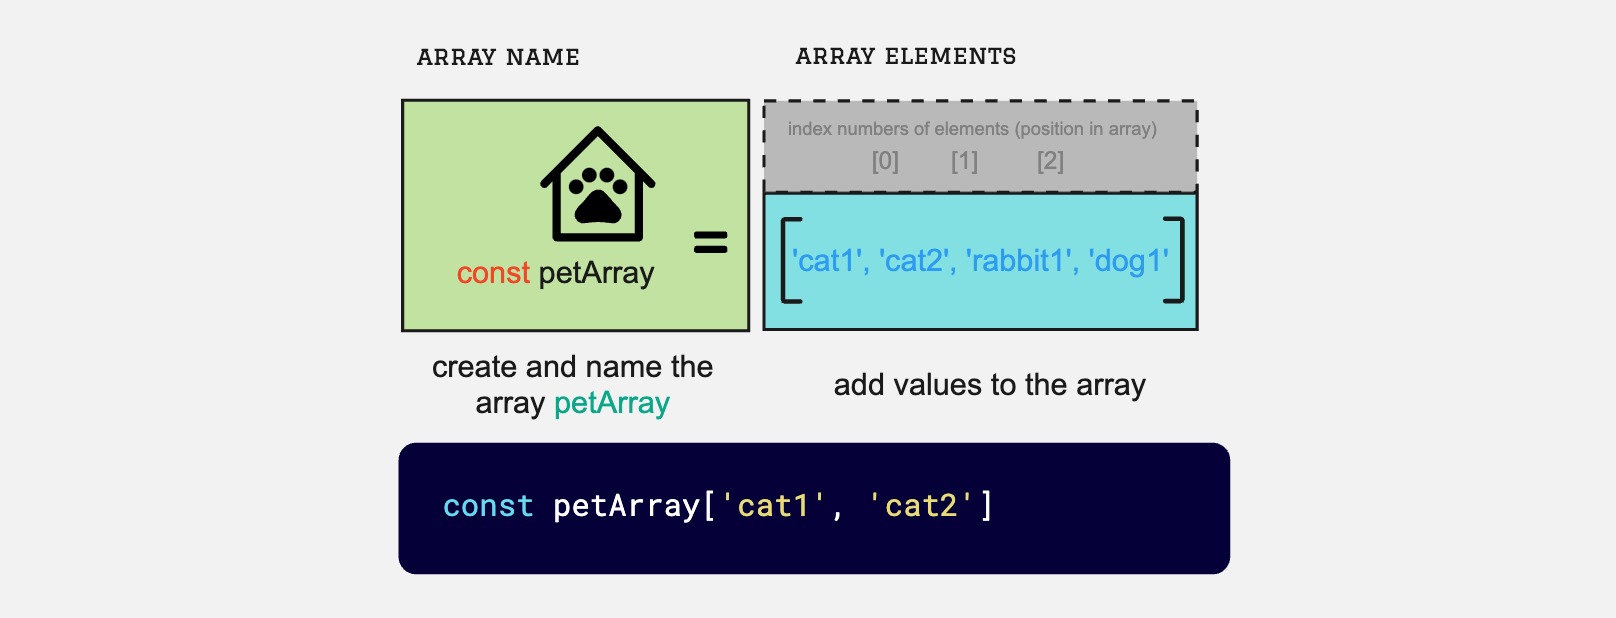 ARRAY NAME
ARRAY ELEMENTS
index numbers of elements (position in array)
[0] [1] [2]
const petArray =
['cat1', 'cat2', 'rabbit1', 'dog1']
create and name the
array petArray
add values to the array
const petArray['cat1', 'cat2']